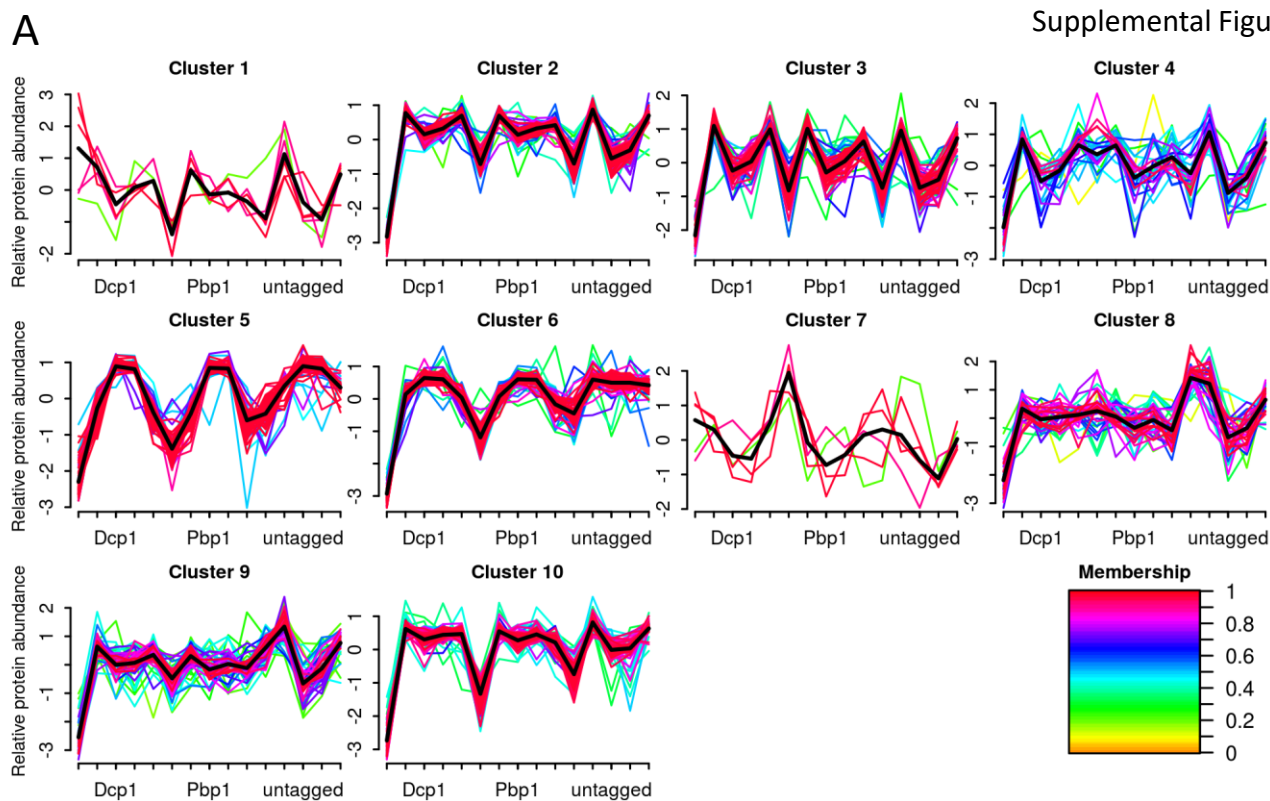 A
Supplemental Figu
Cluster 1
Cluster 2
Cluster 3
Cluster 4
Relative protein abundance
3
2
1
0
-2
1
0
-1
-3
2
1
0
-2
2
0
-1
-3
Dcp1 Pbp1 untagged
Dcp1 Pbp1 untagged
Dcp1 Pbp1 untagged
Dcp1 Pbp1 untagged
Cluster 5
Cluster 6
Cluster 7
Cluster 8
Relative protein abundance
1
0
-1
-2
-3
1
0
-1
-3
2
1
0
-1
-2
2
1
-1
-3
Dcp1 Pbp1 untagged
Dcp1 Pbp1 untagged
Dcp1 Pbp1 untagged
Dcp1 Pbp1 untagged
Cluster 9
Cluster 10
Relative protein abundance
2
1
-1
-3
1
0
-1
-3
Dcp1 Pbp1 untagged
Dcp1 Pbp1 untagged
Membership
1
0.8
0.6
0.4
0.2
0